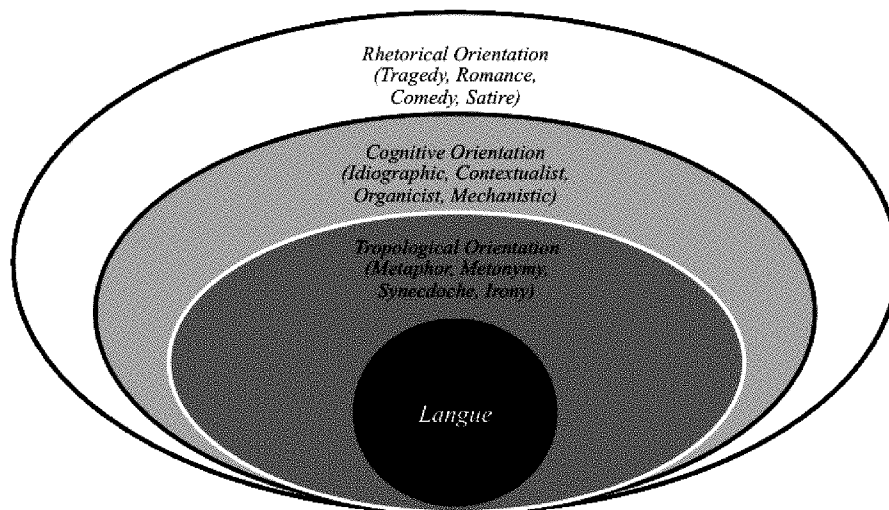 Rhetorical Orientation
(Tragedy, Romance,
Comedy, Satire)
Cognitive Orientation
(Idiographic, Contextualist,
Organicist, Mechanistic)
Tropological Orientation
(Metaphor, Metonymy,
Synecdoche, Irony)
Langue